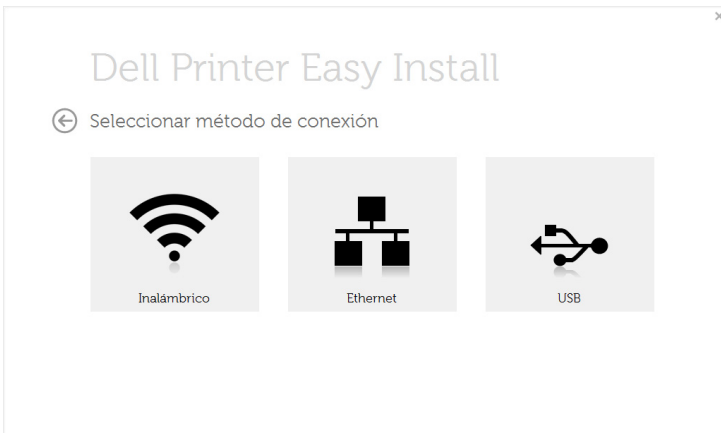 Dell Printer Easy Install
Seleccionar método de conexión
Inalámbrico
Ethernet
USB